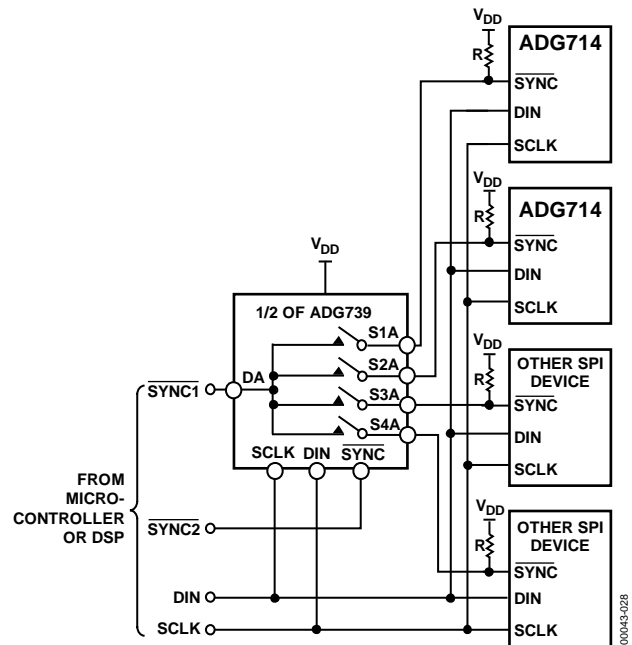 VDD
R
ADG714
SYNC
DIN
SCLK
VDD
R
ADG714
SYNC
DIN
SCLK
VDD
1/2 OF ADG739
S1A
S2A
S3A
S4A
DA
SCLK DIN SYNC
VDD
R
OTHER SPI
DEVICE
SYNC
DIN
SCLK
VDD
R
OTHER SPI
DEVICE
SYNC
DIN
SCLK
SYNC1
FROM
MICRO-
CONTROLLER
OR DSP
SYNC2
DIN
SCLK
00043-028